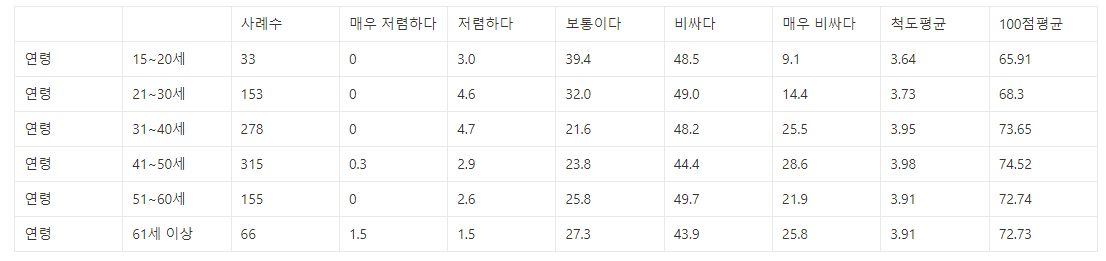 사례수 매우 저렴하다 저렴하다 보통이다 비싸다 매우 비싸다 척도평균 100점평균
연령 15~20세 33 0 3.0 39.4 48.5 9.1 3.64 65.91
연령 21~30세 153 0 4.6 32.0 49.0 14.4 3.73 68.3
연령 31~40세 278 0 4.7 21.6 48.2 25.5 3.95 73.65
연령 41~50세 315 0.3 2.9 23.8 44.4 28.6 3.98 74.52
연령 51~60세 155 0 2.6 25.8 49.7 21.9 3.91 72.74
연령 61세 이상 66 1.5 1.5 27.3 43.9 25.8 3.91 72.73